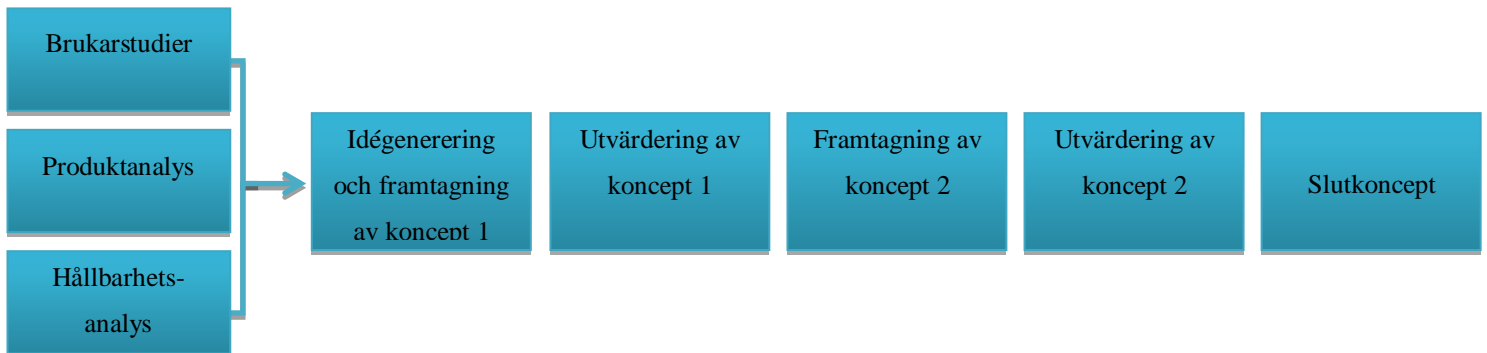 Brukarstudier
Produktanalys
Hållbarhets-
analys
Idégenerering
och framtagning
av koncept 1
Utvärdering av
koncept 1
Framtagning av
koncept 2
Utvärdering av
koncept 2
Slutkoncept